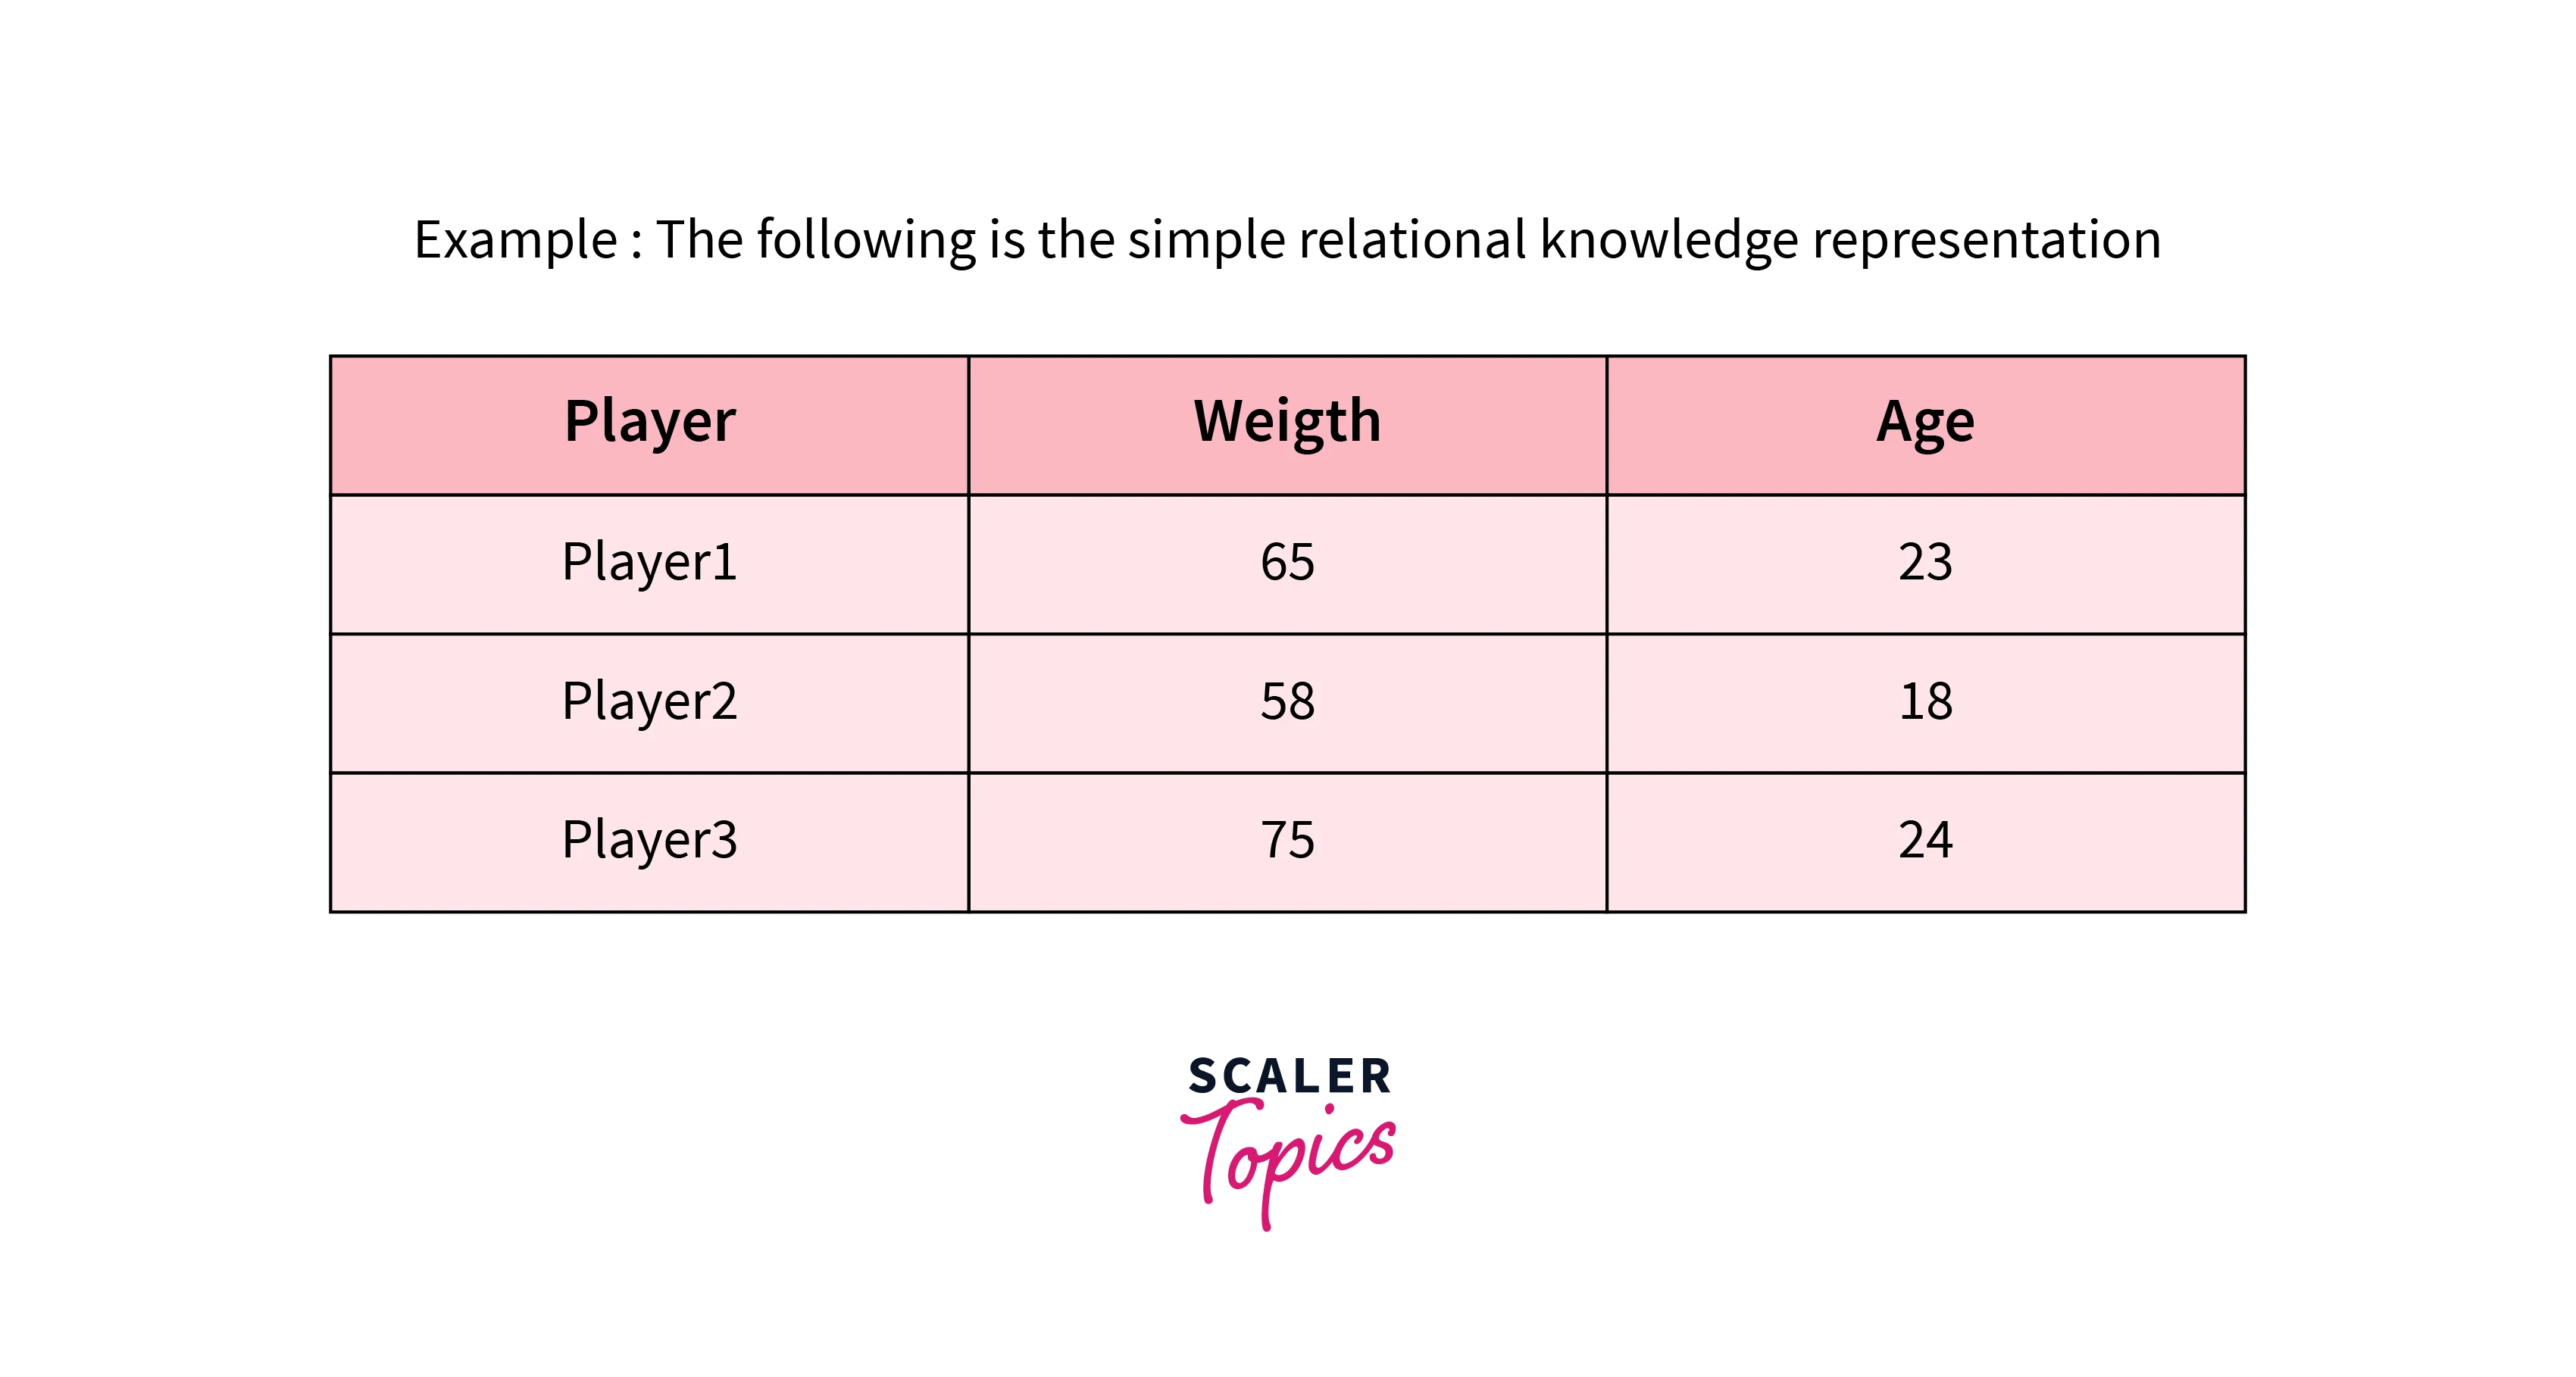 Example : The following is the simple relational knowledge representation
Player Weigth Age
Player1 65 23
Player2 58 18
Player3 75 24
SCALER
Topics